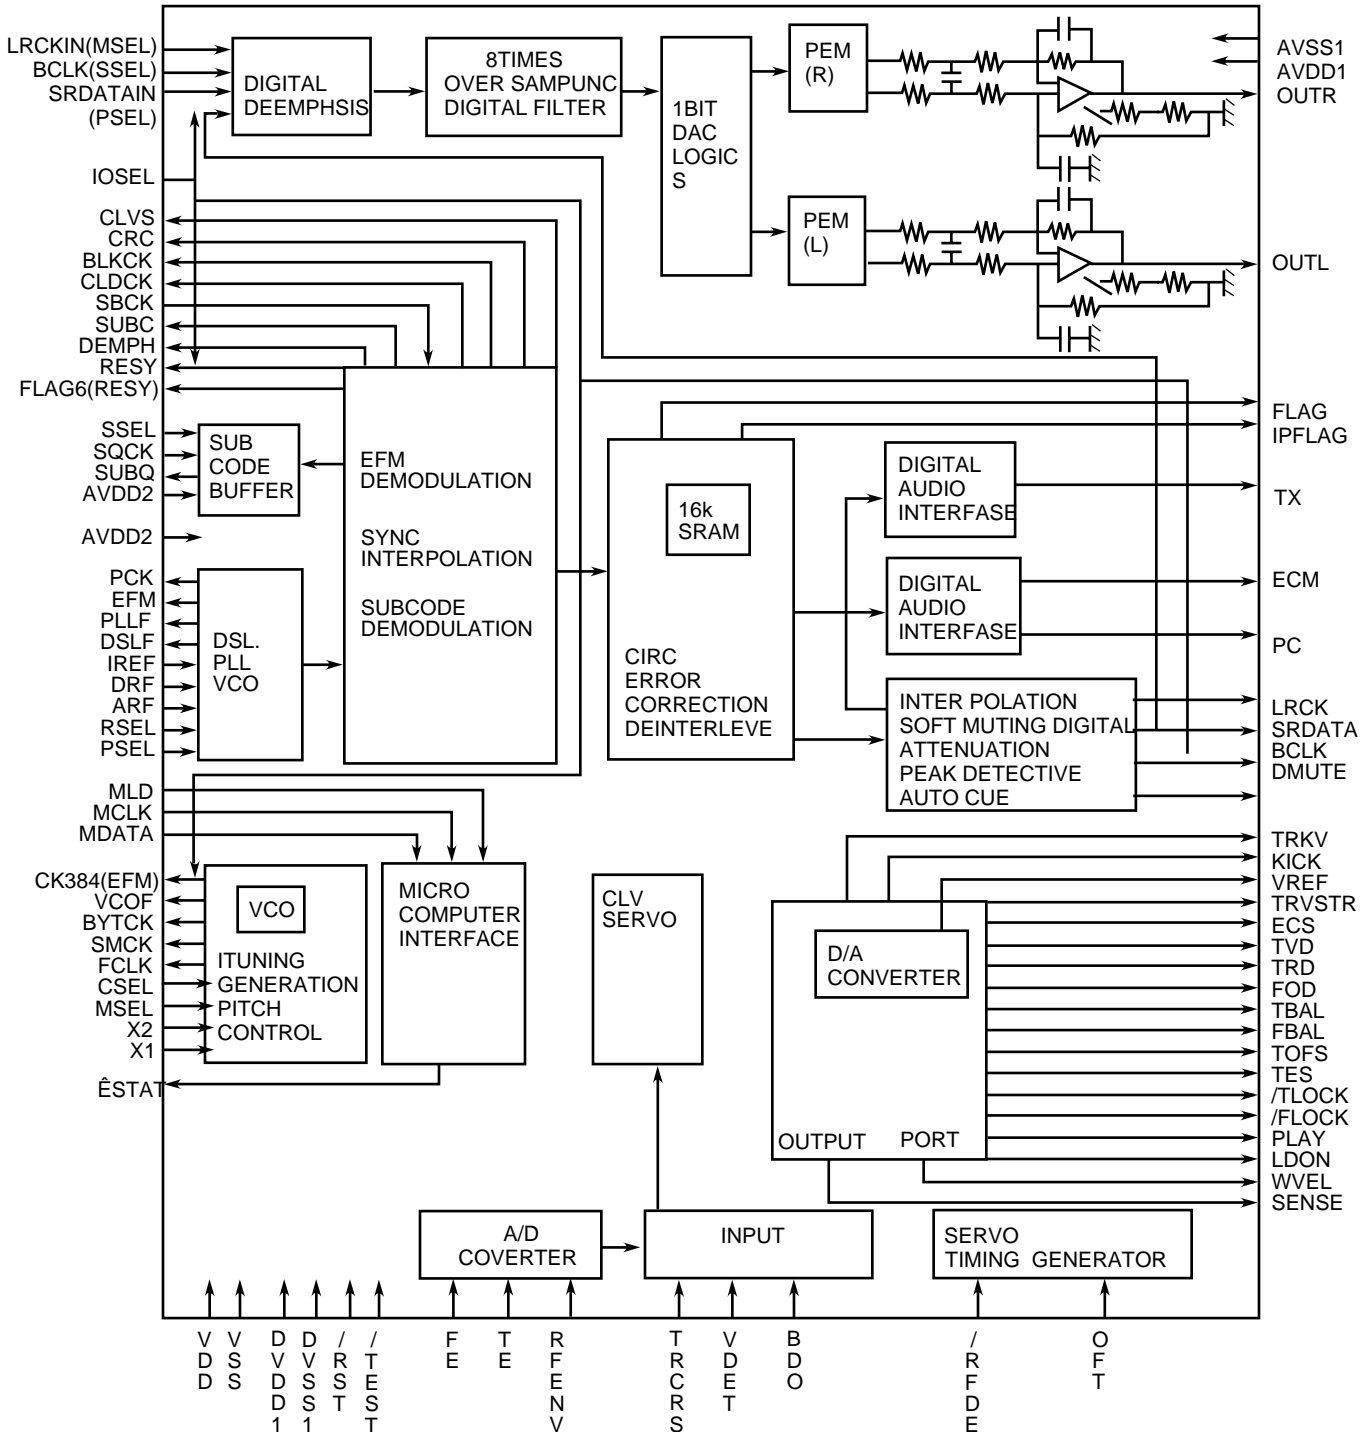 LRCKIN(MSEL)
BCLK(SSEL)
SRDATAIN
(PSEL)
IOSEL
CLVS
CRC
BLKCK
CLDCK
SBCK
SUBC
DEMPH
RESY
FLAG6(RESY)
SSEL
SQCK
SUBQ
AVDD2
AVDD2
PCK
EFM
PLLF
DSLF
IREF
DRF
ARF
RSEL
PSEL
MLD
MCLK
MDATA
CK384(EFM)
VCOF
BYTCK
SMCK
FCLK
CSEL
MSEL
X2
X1
ÊSTAT
DIGITAL
DEEMPHSIS
8TIMES
OVER SAMPUNC
DIGITAL FILTER
1BIT
DAC
LOGIC
S
PEM
(R)
PEM
(L)
SUB
CODE
BUFFER
EFM
DEMODULATION
SYNC
INTERPOLATION
SUBCODE
DEMODULATION
DSL.
PLL
VCO
16k
SRAM
CIRC
ERROR
CORRECTION
DEINTERLEVE
DIGITAL
AUDIO
INTERFASE
DIGITAL
AUDIO
INTERFASE
INTER POLATION
SOFT MUTING DIGITAL
ATTENUATION
PEAK DETECTIVE
AUTO CUE
VCO
ITUNING
GENERATION
PITCH
CONTROL
MICRO
COMPUTER
INTERFACE
CLV
SERVO
D/A
CONVERTER
OUTPUT PORT
A/D
COVERTER
INPUT
SERVO
TIMING GENERATOR
AVSS1
AVDD1
OUTR
OUTL
FLAG
IPFLAG
TX
ECM
PC
LRCK
SRDATA
BCLK
DMUTE
TRKV
KICK
VREF
TRVSTR
ECS
TVD
TRD
FOD
TBAL
FBAL
TOFS
TES
/TLOCK
/FLOCK
PLAY
LDON
WVEL
SENSE
VDD
VSS
DVDD1
DVSS1
/RST
/TEST
FE
TE
RFENV
TRCRS
VDET
BDO
/RFDE
OFT